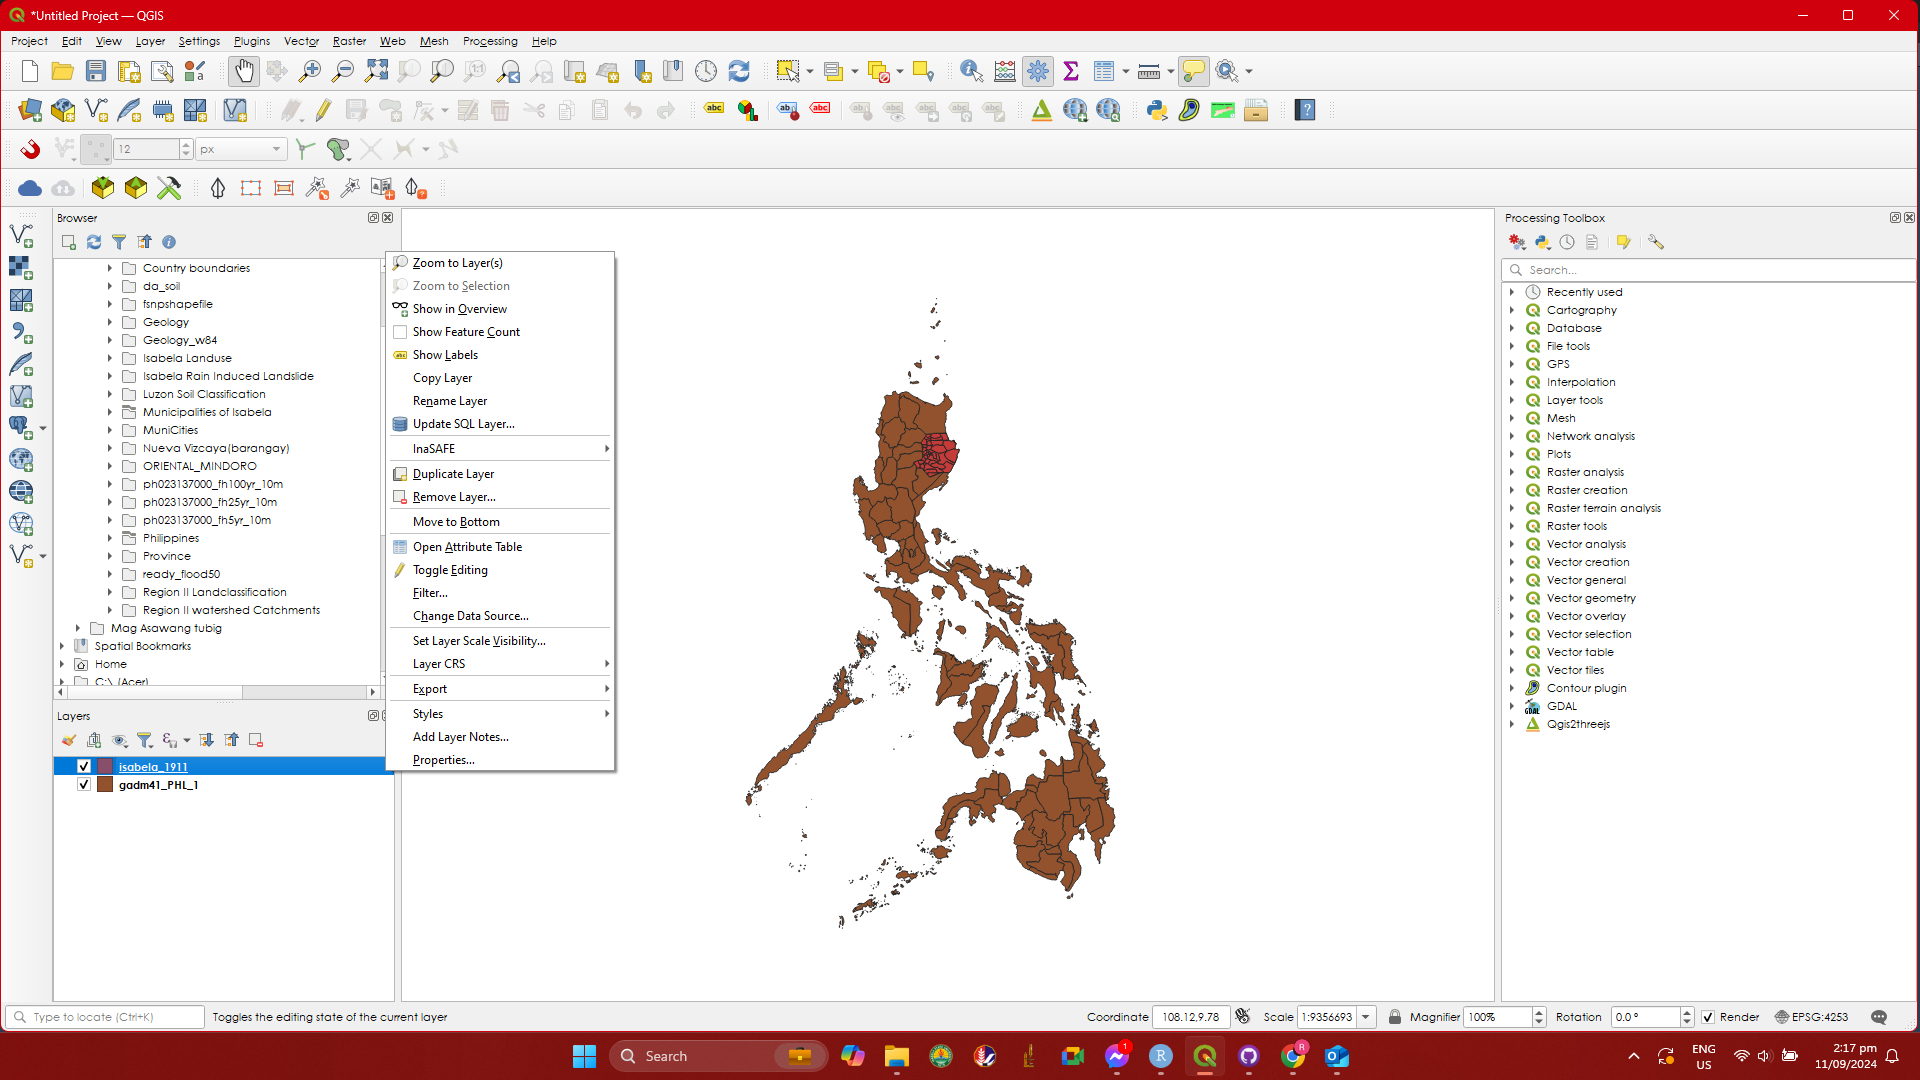 *Untitled Project — QGIS
Project Edit View Layer Settings Plugins Vector Raster Web Mesh Processing Help
12 px
Browser
Country boundaries
da_soil
fsnpshapefile
Geology
Geology_w84
Isabela Landuse
Isabela Rain Induced Landslide
Luzon Soil Classification
Municipalities of Isabela
MuniCities
Nueva Vizcaya(barangay)
ORIENTAL_MINDORO
ph023137000_fh100yr_10m
ph023137000_fh25yr_10m
ph023137000_fh5yr_10m
Philippines
Province
ready_flood50
Region II Landclassification
Region II watershed Catchments
Mag Asawang tubig
Spatial Bookmarks
Home
C:\ (Acer)
Layers
isabela_1911
gadm41_PHL_1
Zoom to Layer(s)
Zoom to Selection
Show in Overview
Show Feature Count
Show Labels
Copy Layer
Rename Layer
Update SQL Layer...
InaSAFE
Duplicate Layer
Remove Layer...
Move to Bottom
Open Attribute Table
Toggle Editing
Filter...
Change Data Source...
Set Layer Scale Visibility...
Layer CRS
Export
Styles
Add Layer Notes...
Properties...
Processing Toolbox
Search...
Recently used
Cartography
Database
File tools
GPS
Interpolation
Layer tools
Mesh
Network analysis
Plots
Raster analysis
Raster creation
Raster terrain analysis
Raster tools
Vector analysis
Vector creation
Vector general
Vector geometry
Vector overlay
Vector selection
Vector table
Vector tiles
Contour plugin
GDAL
Qgis2threejs
Type to locate (Ctrl+K) Toggles the editing state of the current layer Coordinate 108.12,9.78 Scale 1:9356693 Magnifier 100% Rotation 0.0 ° Render EPSG:4253
Search
ENG
US
2:17 pm
11/09/2024